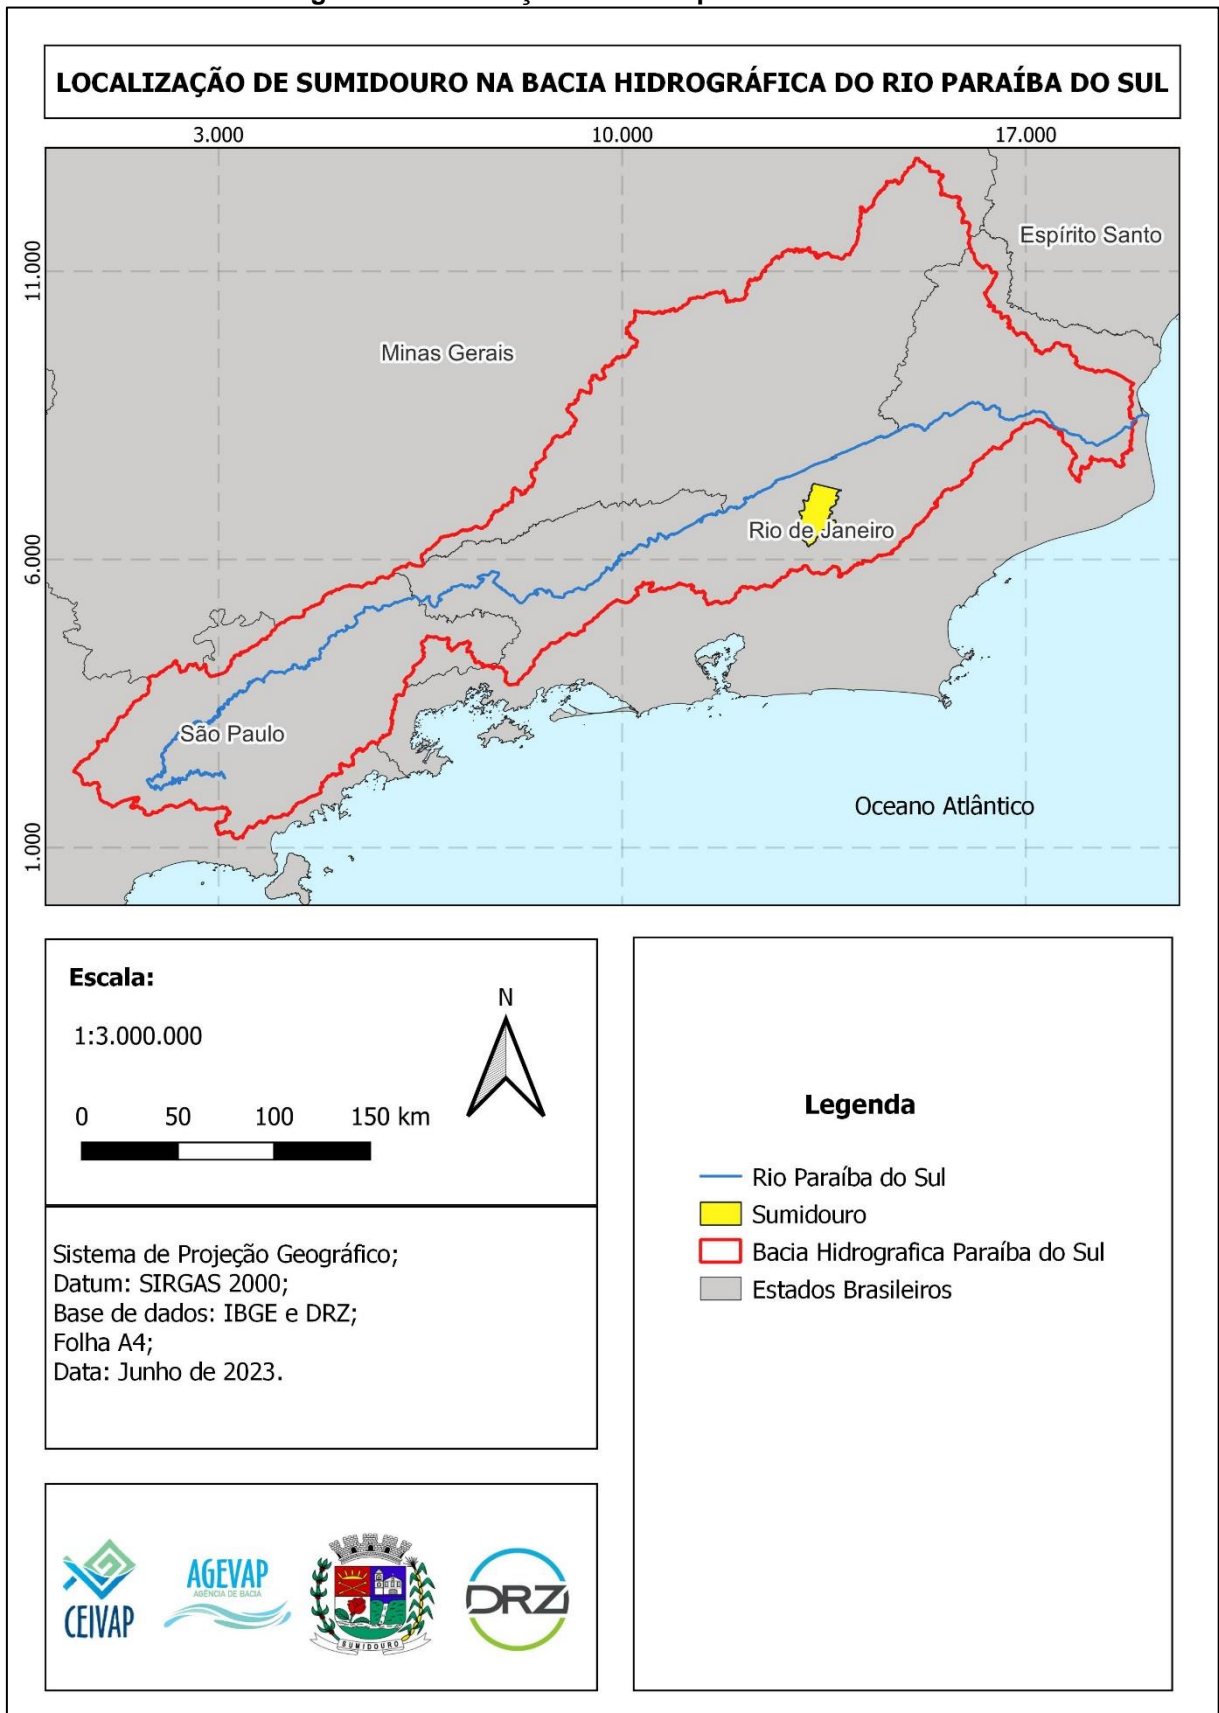 LOCALIZAÇÃO DE SUMIDOURO NA BACIA HIDROGRÁFICA DO RIO PARAÍBA DO SUL
3.000 10.000 17.000
11.000
6.000
1.000
Espírito Santo
Minas Gerais
Rio de Janeiro
São Paulo
Oceano Atlântico
Escala:
1:3.000.000
N
0 50 100 150 km
Sistema de Projeção Geográfico;
Datum: SIRGAS 2000;
Base de dados: IBGE e DRZ;
Folha A4;
Data: Junho de 2023.
Legenda
Rio Paraíba do Sul
Sumidouro
Bacia Hidrografica Paraíba do Sul
Estados Brasileiros
CEIVAP
AGEVAP
AGÊNCIA DE BACIA
SUMIDOURO
DRZ